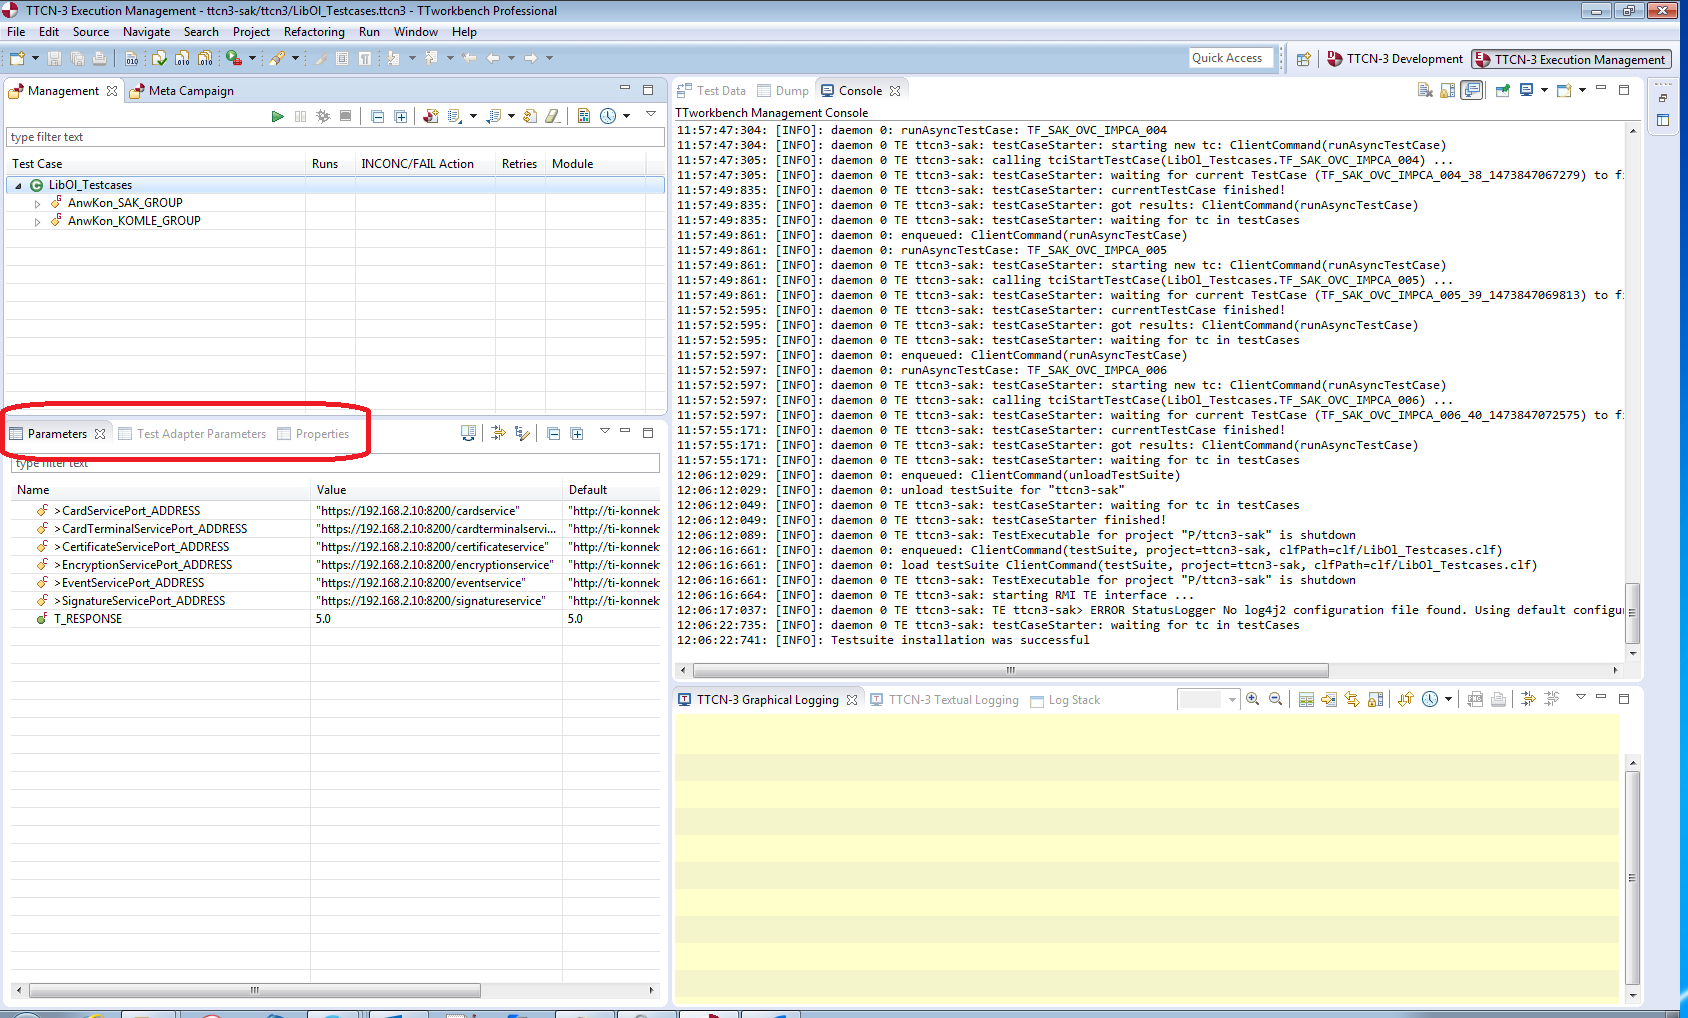 TTCN-3 Execution Management - ttcn3-sak/ttcn3/LibOl_Testcases.ttcn3 - TTworkbench Professional
File Edit Source Navigate Search Project Refactoring Run Window Help
Quick Access TTCN-3 Development TTCN-3 Execution Management
Management Meta Campaign
type filter text
Test Case Runs INCONC/FAIL Action Retries Module
LibOl_Testcases
AnwKon_SAK_GROUP
AnwKon_KOMLE_GROUP
Parameters Test Adapter Parameters Properties
type filter text
Name Value Default
>CardServicePort_ADDRESS "https://192.168.2.10:8200/cardservice" "http://ti-konnek
>CardTerminalServicePort_ADDRESS "https://192.168.2.10:8200/cardterminalservi... "http://ti-konnek
>CertificateServicePort_ADDRESS "https://192.168.2.10:8200/certificateservice" "http://ti-konnek
>EncryptionServicePort_ADDRESS "https://192.168.2.10:8200/encryptionservice" "http://ti-konnek
>EventServicePort_ADDRESS "https://192.168.2.10:8200/eventservice" "http://ti-konnek
>SignatureServicePort_ADDRESS "https://192.168.2.10:8200/signatureservice" "http://ti-konnek
T_RESPONSE 5.0 5.0
Test Data Dump Console
TTworkbench Management Console
11:57:47:304: [INFO]: daemon 0: runAsyncTestCase: TF_SAK_OVC_IMPCA_004
11:57:47:304: [INFO]: daemon 0 TE ttcn3-sak: testCaseStarter: starting new tc: ClientCommand(runAsyncTestCase)
11:57:47:305: [INFO]: daemon 0 TE ttcn3-sak: testCaseStarter: calling tciStartTestCase(LibOl_Testcases.TF_SAK_OVC_IMPCA_004) ...
11:57:47:305: [INFO]: daemon 0 TE ttcn3-sak: testCaseStarter: waiting for current TestCase (TF_SAK_OVC_IMPCA_004_38_1473847067279) to fi
11:57:49:835: [INFO]: daemon 0 TE ttcn3-sak: testCaseStarter: currentTestCase finished!
11:57:49:835: [INFO]: daemon 0 TE ttcn3-sak: testCaseStarter: got results: ClientCommand(runAsyncTestCase)
11:57:49:835: [INFO]: daemon 0 TE ttcn3-sak: testCaseStarter: waiting for tc in testCases
11:57:49:861: [INFO]: daemon 0: enqueued: ClientCommand(runAsyncTestCase)
11:57:49:861: [INFO]: daemon 0: runAsyncTestCase: TF_SAK_OVC_IMPCA_005
11:57:49:861: [INFO]: daemon 0 TE ttcn3-sak: testCaseStarter: starting new tc: ClientCommand(runAsyncTestCase)
11:57:49:861: [INFO]: daemon 0 TE ttcn3-sak: testCaseStarter: calling tciStartTestCase(LibOl_Testcases.TF_SAK_OVC_IMPCA_005) ...
11:57:49:861: [INFO]: daemon 0 TE ttcn3-sak: testCaseStarter: waiting for current TestCase (TF_SAK_OVC_IMPCA_005_39_1473847069813) to fi
11:57:52:595: [INFO]: daemon 0 TE ttcn3-sak: testCaseStarter: currentTestCase finished!
11:57:52:595: [INFO]: daemon 0 TE ttcn3-sak: testCaseStarter: got results: ClientCommand(runAsyncTestCase)
11:57:52:595: [INFO]: daemon 0 TE ttcn3-sak: testCaseStarter: waiting for tc in testCases
11:57:52:597: [INFO]: daemon 0: enqueued: ClientCommand(runAsyncTestCase)
11:57:52:597: [INFO]: daemon 0: runAsyncTestCase: TF_SAK_OVC_IMPCA_006
11:57:52:597: [INFO]: daemon 0 TE ttcn3-sak: testCaseStarter: starting new tc: ClientCommand(runAsyncTestCase)
11:57:52:597: [INFO]: daemon 0 TE ttcn3-sak: testCaseStarter: calling tciStartTestCase(LibOl_Testcases.TF_SAK_OVC_IMPCA_006) ...
11:57:52:597: [INFO]: daemon 0 TE ttcn3-sak: testCaseStarter: waiting for current TestCase (TF_SAK_OVC_IMPCA_006_40_1473847072575) to fi
11:57:55:171: [INFO]: daemon 0 TE ttcn3-sak: testCaseStarter: currentTestCase finished!
11:57:55:171: [INFO]: daemon 0 TE ttcn3-sak: testCaseStarter: got results: ClientCommand(runAsyncTestCase)
11:57:55:171: [INFO]: daemon 0 TE ttcn3-sak: testCaseStarter: waiting for tc in testCases
12:06:12:029: [INFO]: daemon 0: enqueued: ClientCommand(unloadTestSuite)
12:06:12:029: [INFO]: daemon 0: unload testSuite for "ttcn3-sak"
12:06:12:049: [INFO]: daemon 0 TE ttcn3-sak: testCaseStarter: waiting for tc in testCases
12:06:12:049: [INFO]: daemon 0 TE ttcn3-sak: testCaseStarter finished!
12:06:12:089: [INFO]: daemon 0 TE ttcn3-sak: TestExecutable for project "P/ttcn3-sak" is shutdown
12:06:16:661: [INFO]: daemon 0: enqueued: ClientCommand(testSuite, project=ttcn3-sak, clfPath=clf/LibOl_Testcases.clf)
12:06:16:661: [INFO]: daemon 0: load testSuite ClientCommand(testSuite, project=ttcn3-sak, clfPath=clf/LibOl_Testcases.clf)
12:06:16:661: [INFO]: daemon 0 TE ttcn3-sak: TestExecutable for project "P/ttcn3-sak" is shutdown
12:06:16:664: [INFO]: daemon 0 TE ttcn3-sak: starting RMI TE interface ...
12:06:17:037: [INFO]: daemon 0 TE ttcn3-sak: TE ttcn3-sak> ERROR StatusLogger No log4j2 configuration file found. Using default configur
12:06:22:735: [INFO]: daemon 0 TE ttcn3-sak: testCaseStarter: waiting for tc in testCases
12:06:22:741: [INFO]: Testsuite installation was successful
TTCN-3 Graphical Logging TTCN-3 Textual Logging Log Stack